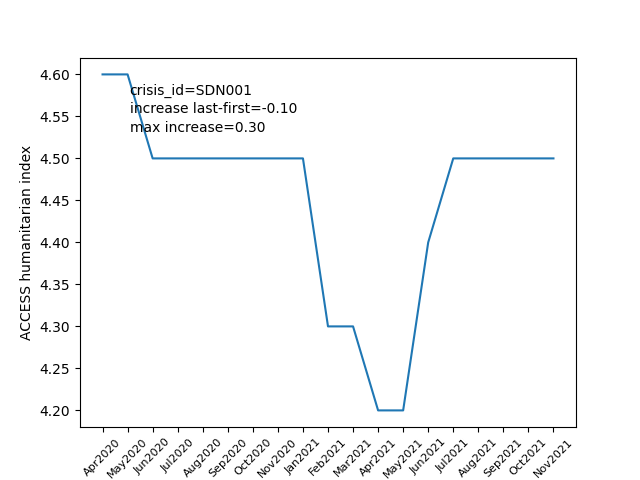 4.60
4.55
4.50
4.45
4.40
4.35
4.30
4.25
4.20
ACCESS humanitarian index
crisis_id=SDN001
increase last-first=-0.10
max increase=0.30
Apr2020
May2020
Jun2020
Jul2020
Aug2020
Sep2020
Oct2020
Nov2020
Jan2021
Feb2021
Mar2021
Apr2021
May2021
Jun2021
Jul2021
Aug2021
Sep2021
Oct2021
Nov2021